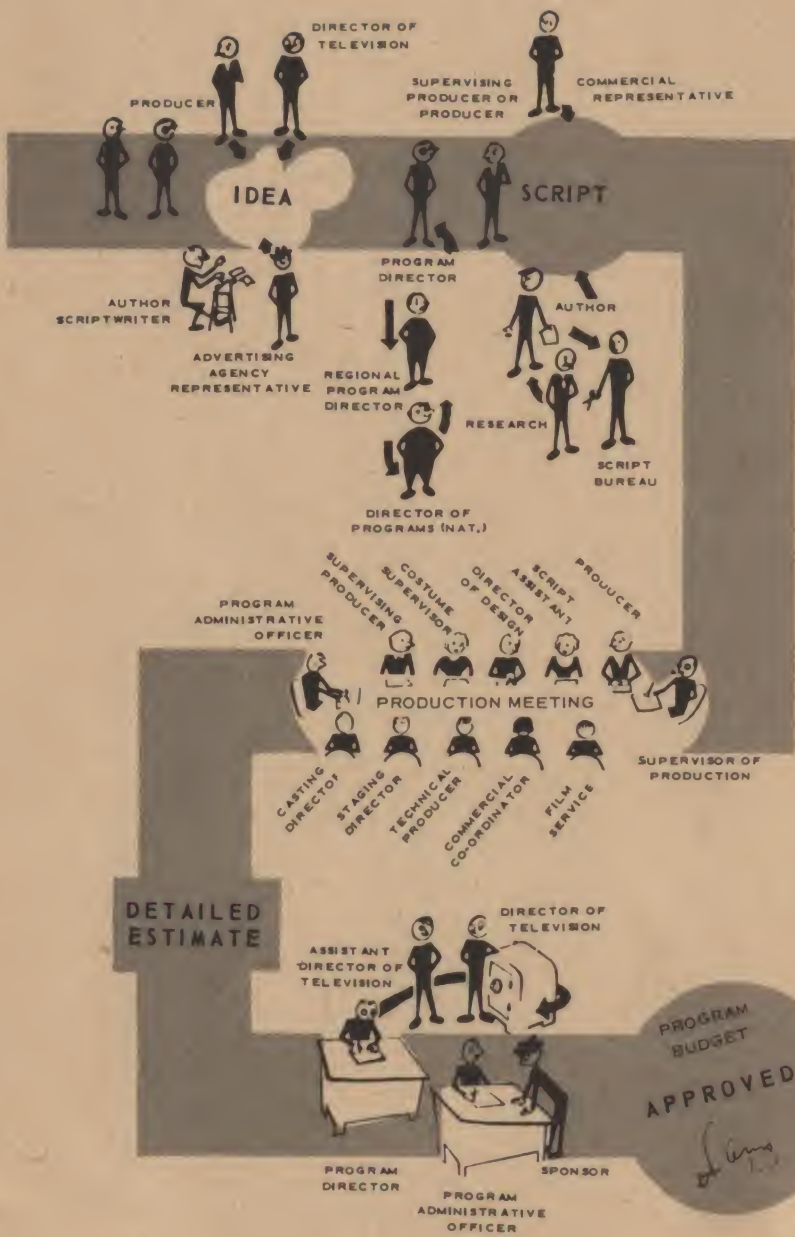 DIRECTOR OF
TELEVISION
PRODUCER
SUPERVISING
PRODUCER OR
PRODUCER
COMMERCIAL
REPRESENTATIVE
IDEA
SCRIPT
AUTHOR
SCRIPTWRITER
ADVERTISING
AGENCY
REPRESENTATIVE
PROGRAM
DIRECTOR
REGIONAL
PROGRAM
DIRECTOR
DIRECTOR OF
PROGRAMS (NAT.)
AUTHOR
RESEARCH
SCRIPT
BUREAU
PROGRAM
ADMINISTRATIVE
OFFICER
SUPERVISING
PRODUCER
COSTUME
SUPERVISOR
DIRECTOR
OF DESIGN
SCRIPT
ASSISTANT
PRODUCER
PRODUCTION MEETING
SUPERVISOR OF
PRODUCTION
CASTING
DIRECTOR
STAGING
DIRECTOR
TECHNICAL
PRODUCER
COMMERCIAL
CO-ORDINATOR
FILM
SERVICE
DETAILED
ESTIMATE
ASSISTANT
DIRECTOR OF
TELEVISION
DIRECTOR OF
TELEVISION
PROGRAM
DIRECTOR
PROGRAM
ADMINISTRATIVE
OFFICER
SPONSOR
PROGRAM
BUDGET
APPROVED